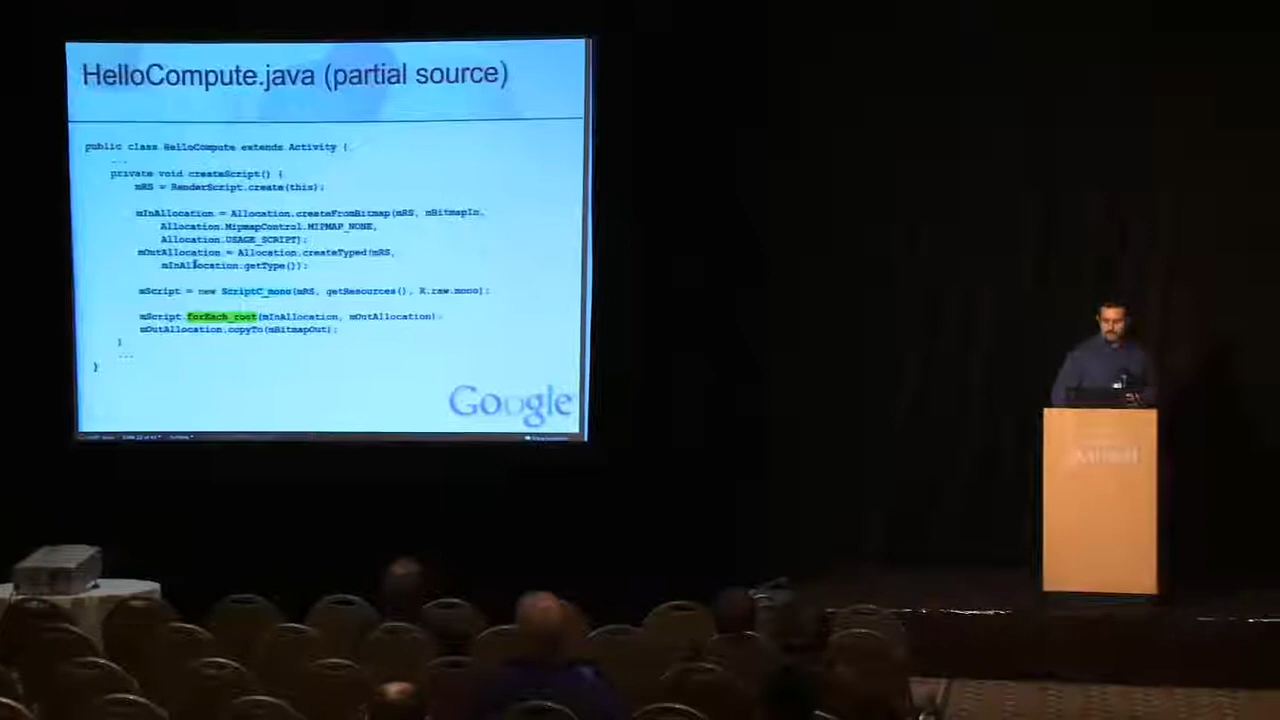 HelloCompute.java (partial source)
public class HelloCompute extends Activity {
...
private void createScript() {
mRS = RenderScript.create(this);
mInAllocation = Allocation.createFromBitmap(mRS, mBitmapIn,
Allocation.MipmapControl.MIPMAP_NONE,
Allocation.USAGE_SCRIPT);
mOutAllocation = Allocation.createTyped(mRS,
mInAllocation.getType());
mScript = new ScriptC_mono(mRS, getResources(), R.raw.mono);
mScript.forEach_root(mInAllocation, mOutAllocation);
mOutAllocation.copyTo(mBitmapOut);
}
...
}
Google